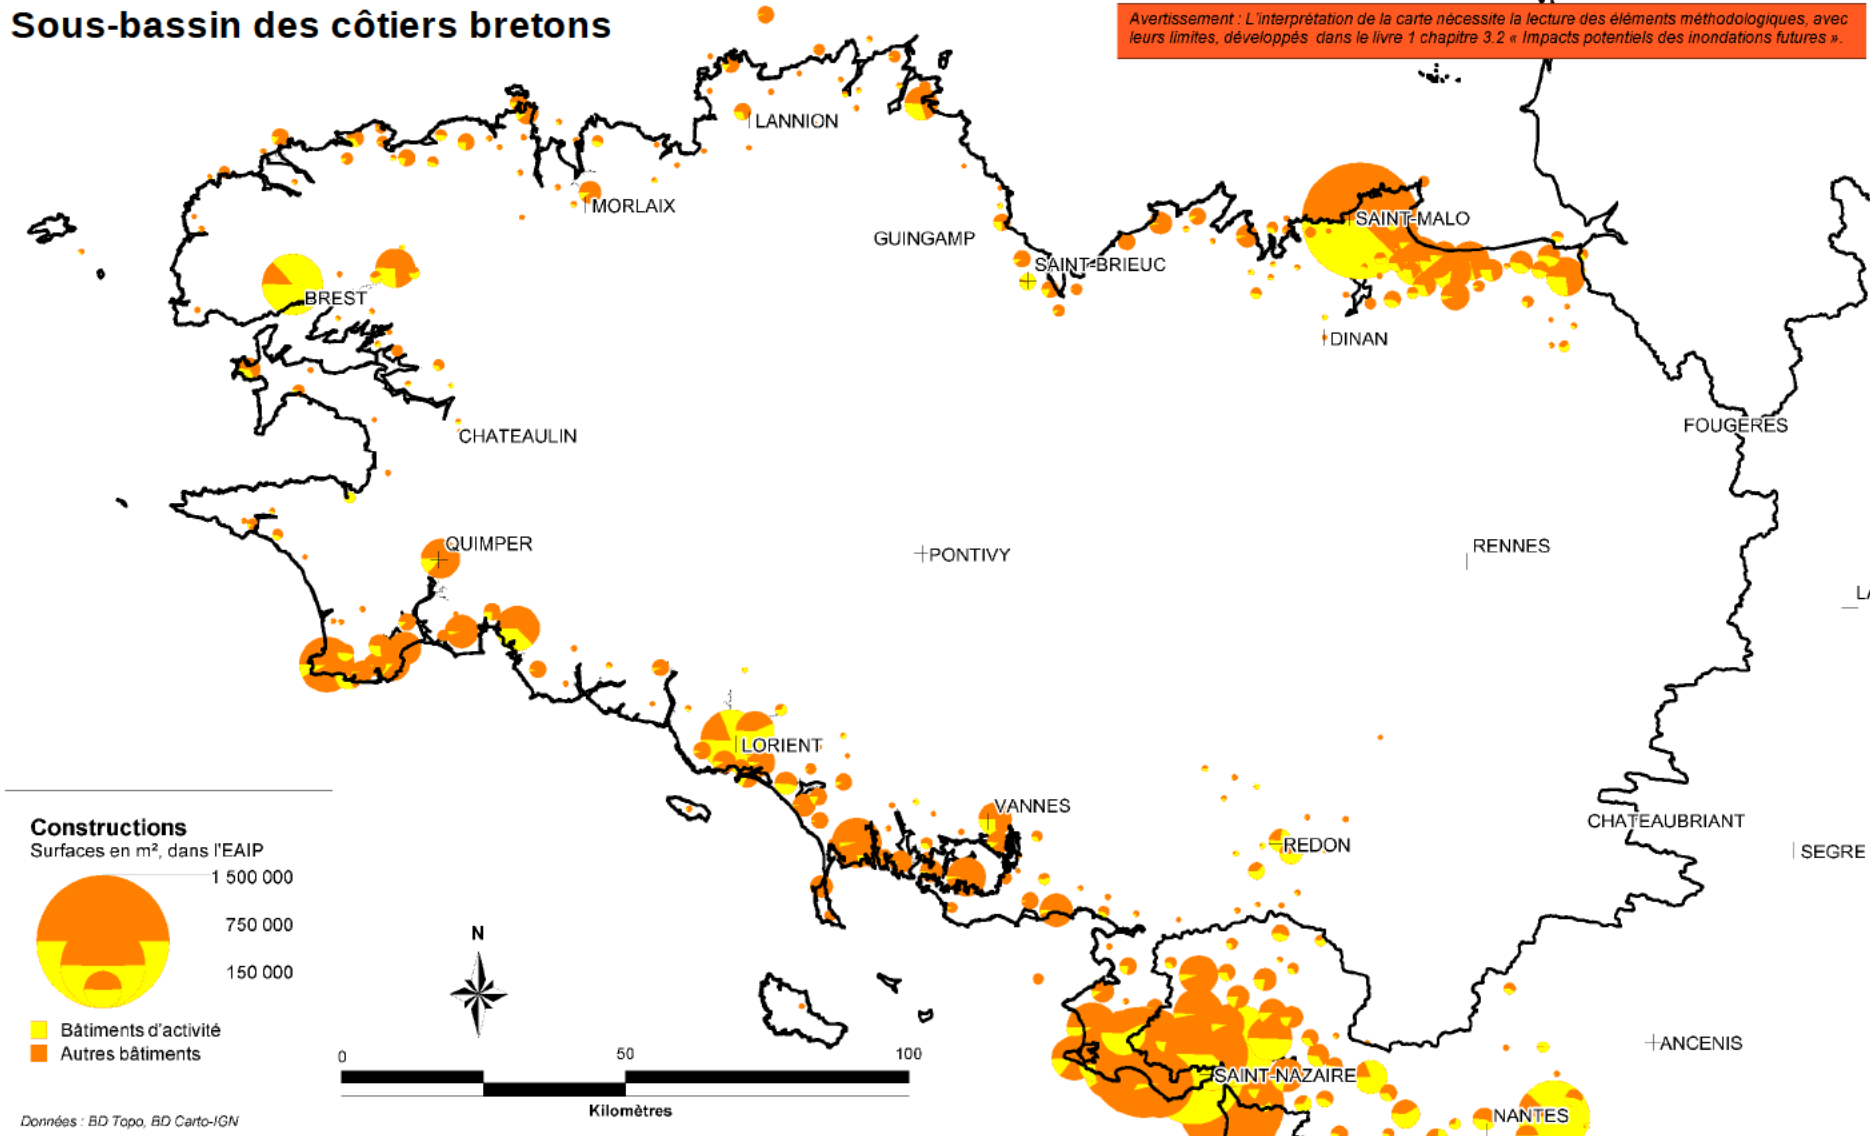 Sous-bassin des côtiers bretons
Avertissement : L'interprétation de la carte nécessite la lecture des éléments méthodologiques, avec
leurs limites, développés dans le livre 1 chapitre 3.2 « Impacts potentiels des inondations futures ».
LANNION
MORLAIX
GUINGAMP
SAINT-MALO
SAINT-BRIEUC
BREST
DINAN
FOUGERES
CHATEAULIN
QUIMPER
PONTIVY
RENNES
LA
LORIENT
VANNES
REDON
CHATEAUBRIANT
SEGRE
Constructions
Surfaces en m², dans l'EAIP
1 500 000
750 000
150 000
Bâtiments d'activité
Autres bâtiments
N
0 50 100
Kilomètres
ANCENIS
SAINT-NAZAIRE
NANTES
Données : BD Topo, BD Carto-IGN